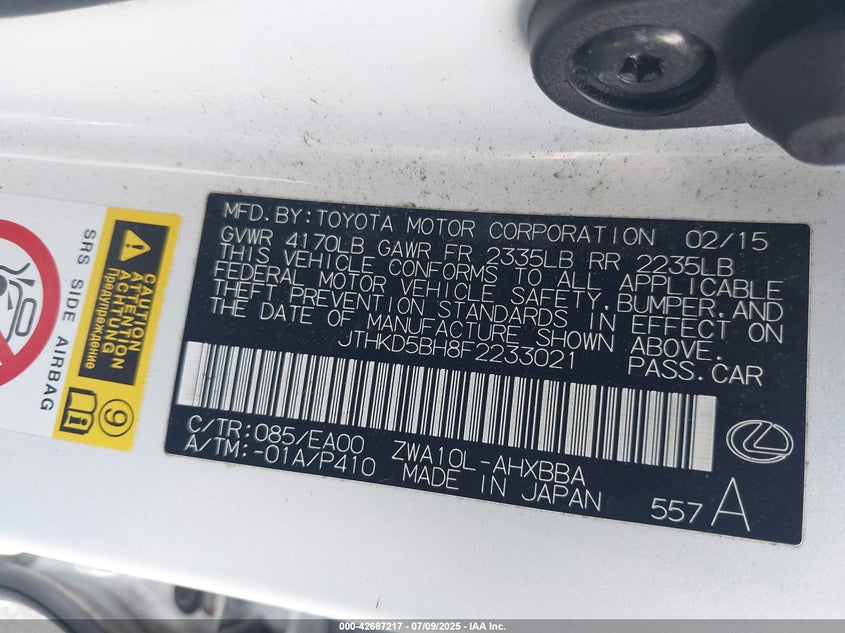 MFD.BY: TOYOTA MOTOR CORPORATION 02/15
GVWR 4170LB GAWR FR 2335LB RR 2235LB
THIS VEHICLE CONFORMS TO ALL APPLICABLE
FEDERAL MOTOR VEHICLE SAFETY, BUMPER, AND
THEFT PREVENTION STANDARDS IN EFFECT ON
THE DATE OF MANUFACTURE SHOWN ABOVE.
JTHKD5BH8F2233021 PASS.CAR
C/TR: 085/EA00 ZWA10L-AHXBBA
A/TM: -01A/P410 MADE IN JAPAN
557 A
SRS SIDE AIRBAG
CAUTION
ATTENTION
ACHTUNG
Предупреждение
i
9
000-42687217 - 07/09/2025 - IAA Inc.